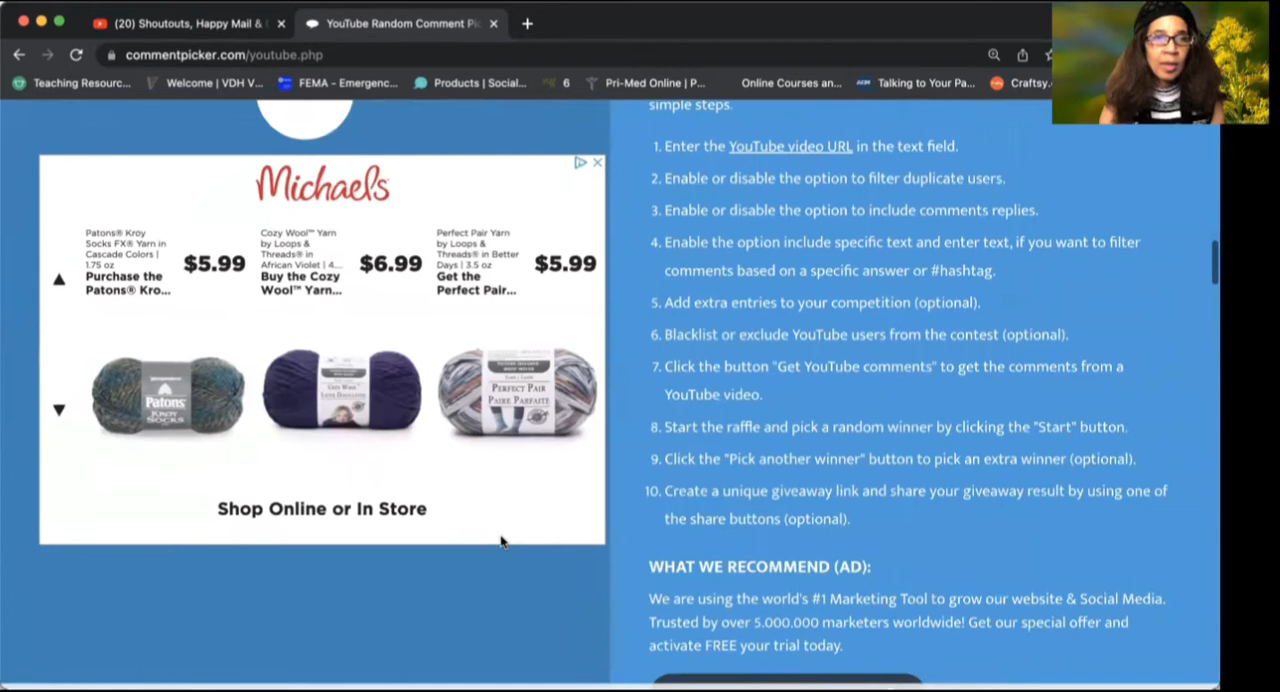 (20) Shoutouts, Happy Mail &
YouTube Random Comment Pi
commentpicker.com/youtube.php
Teaching Resourc...
Welcome | VDH V...
FEMA - Emergenc...
Products | Social...
6
Pri-Med Online | P...
Online Courses an...
Talking to Your Pa...
Craftsy.c
Michaels
Patons® Kroy
Socks FX® Yarn in
Cascade Colors |
1.75 oz
Purchase the
Patons® Kro...
$5.99
Cozy Wool™ Yarn
by Loops &
Threads® in
African Violet | 4...
Buy the Cozy
Wool™ Yarn...
$6.99
Perfect Pair Yarn
by Loops &
Threads® in Better
Days | 3.5 oz
Get the
Perfect Pair...
$5.99
Patons
KROY
SOCKS
COZY WOOL
PERFECT PAIR
PAIRE PARFAITE
Shop Online or In Store
simple steps.
1. Enter the YouTube video URL in the text field.
2. Enable or disable the option to filter duplicate users.
3. Enable or disable the option to include comments replies.
4. Enable the option include specific text and enter text, if you want to filter
comments based on a specific answer or #hashtag.
5. Add extra entries to your competition (optional).
6. Blacklist or exclude YouTube users from the contest (optional).
7. Click the button "Get YouTube comments" to get the comments from a
YouTube video.
8. Start the raffle and pick a random winner by clicking the "Start" button.
9. Click the "Pick another winner" button to pick an extra winner (optional).
10. Create a unique giveaway link and share your giveaway result by using one of
the share buttons (optional).
WHAT WE RECOMMEND (AD):
We are using the world's #1 Marketing Tool to grow our website & Social Media.
Trusted by over 5.000.000 marketers worldwide! Get our special offer and
activate FREE your trial today.